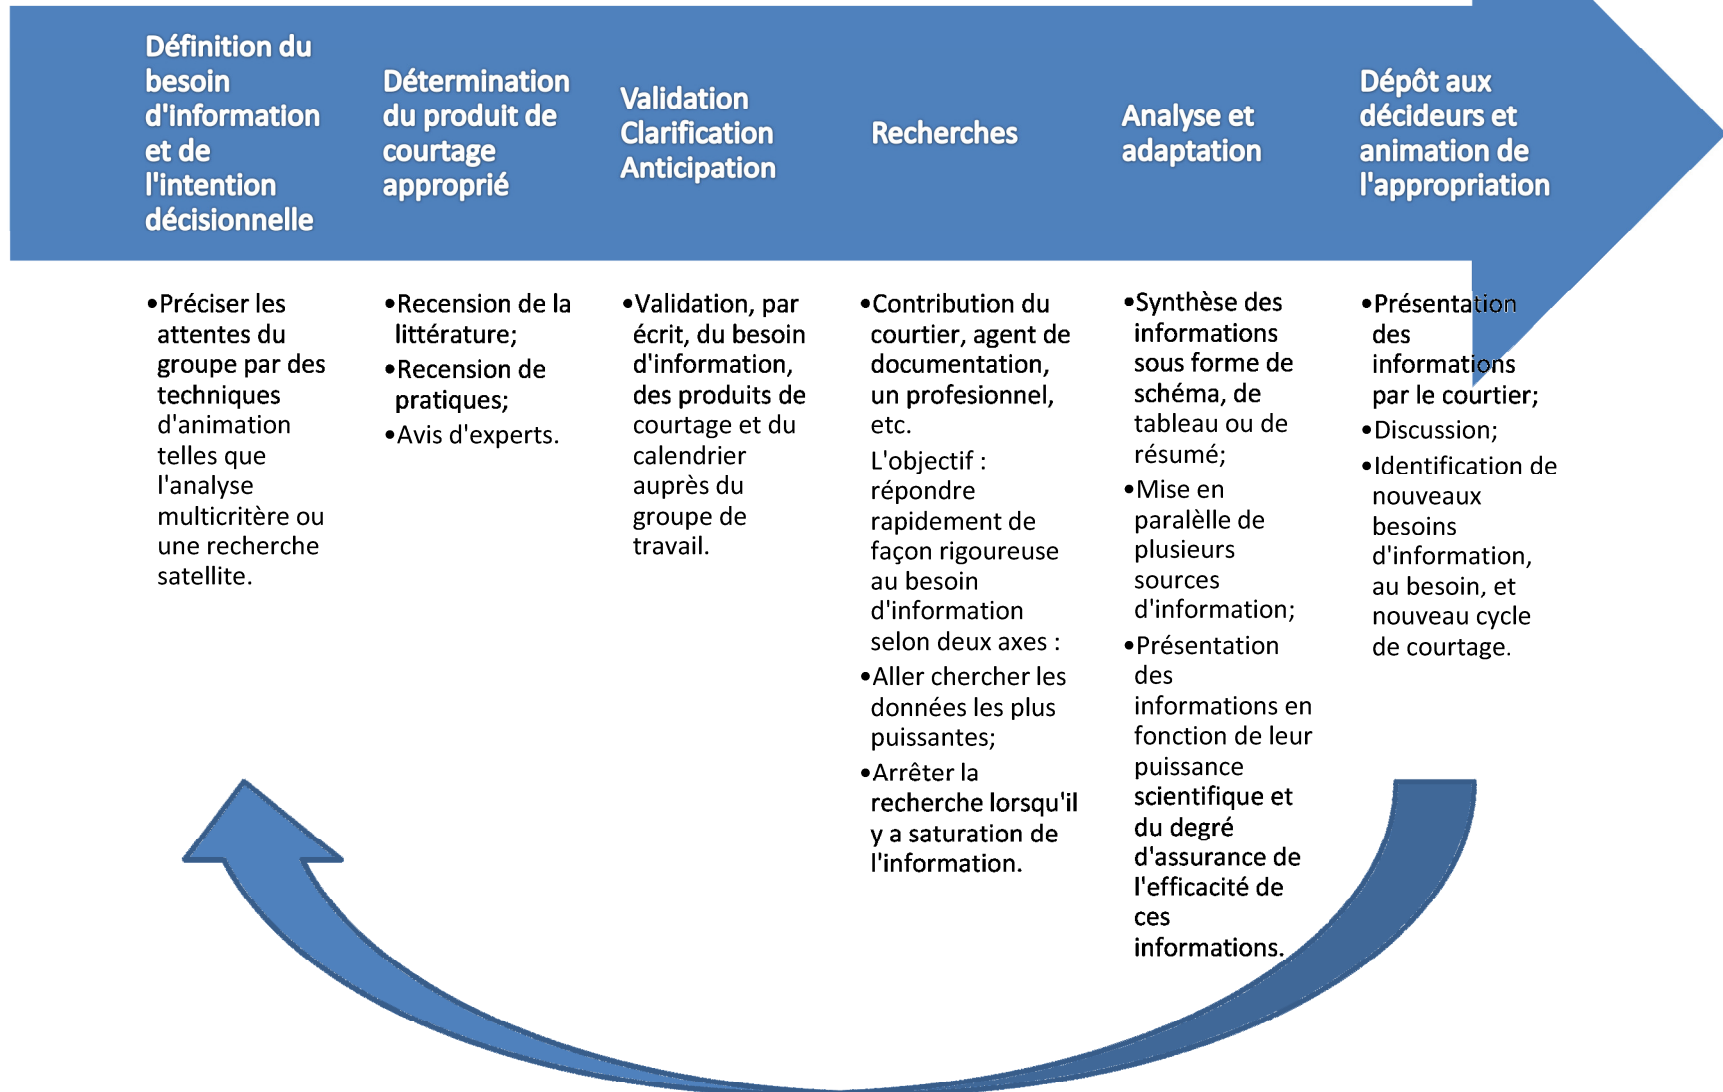 Définition du
besoin
d'information
et de
l'intention
décisionnelle
Détermination
du produit de
courtage
approprié
Validation
Clarification
Anticipation
Recherches
Analyse et
adaptation
Dépôt aux
décideurs et
animation de
l'appropriation
•Préciser les
attentes du
groupe par des
techniques
d'animation
telles que
l'analyse
multicritère ou
une recherche
satellite.
•Recension de la
littérature;
•Recension de
pratiques;
•Avis d'experts.
•Validation, par
écrit, du besoin
d'information,
des produits de
courtage et du
calendrier
auprès du
groupe de
travail.
•Contribution du
courtier, agent de
documentation,
un profesionnel,
etc.
L'objectif :
répondre
rapidement de
façon rigoureuse
au besoin
d'information
selon deux axes :
•Aller chercher les
données les plus
puissantes;
•Arrêter la
recherche lorsqu'il
y a saturation de
l'information.
•Synthèse des
informations
sous forme de
schéma, de
tableau ou de
résumé;
•Mise en
paralèlle de
plusieurs
sources
d'information;
•Présentation
des
informations en
fonction de leur
puissance
scientifique et
du degré
d'assurance de
l'efficacité de
ces
informations.
•Présentation
des
informations
par le courtier;
•Discussion;
•Identification de
nouveaux
besoins
d'information,
au besoin, et
nouveau cycle
de courtage.